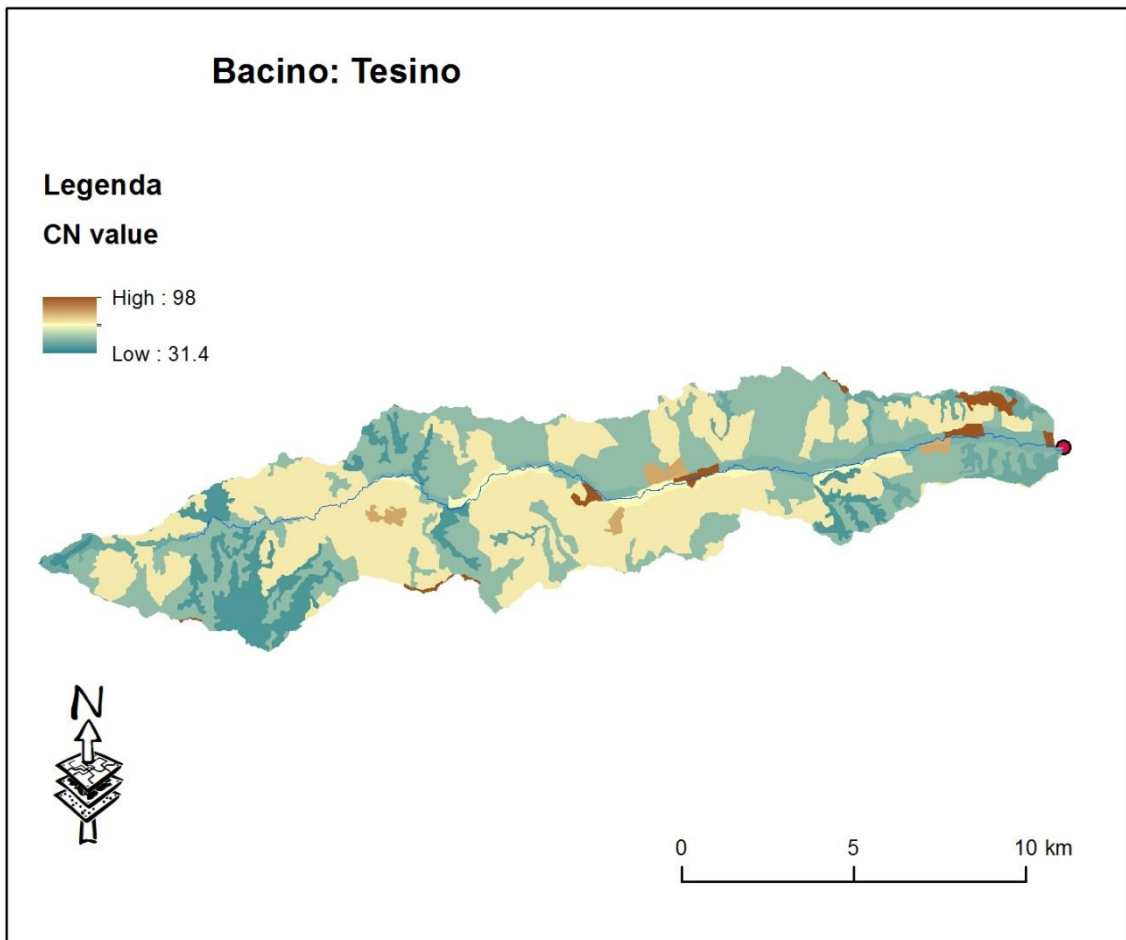 Bacino: Tesino
Legenda
CN value
High : 98
Low : 31.4
N
0 5 10 km